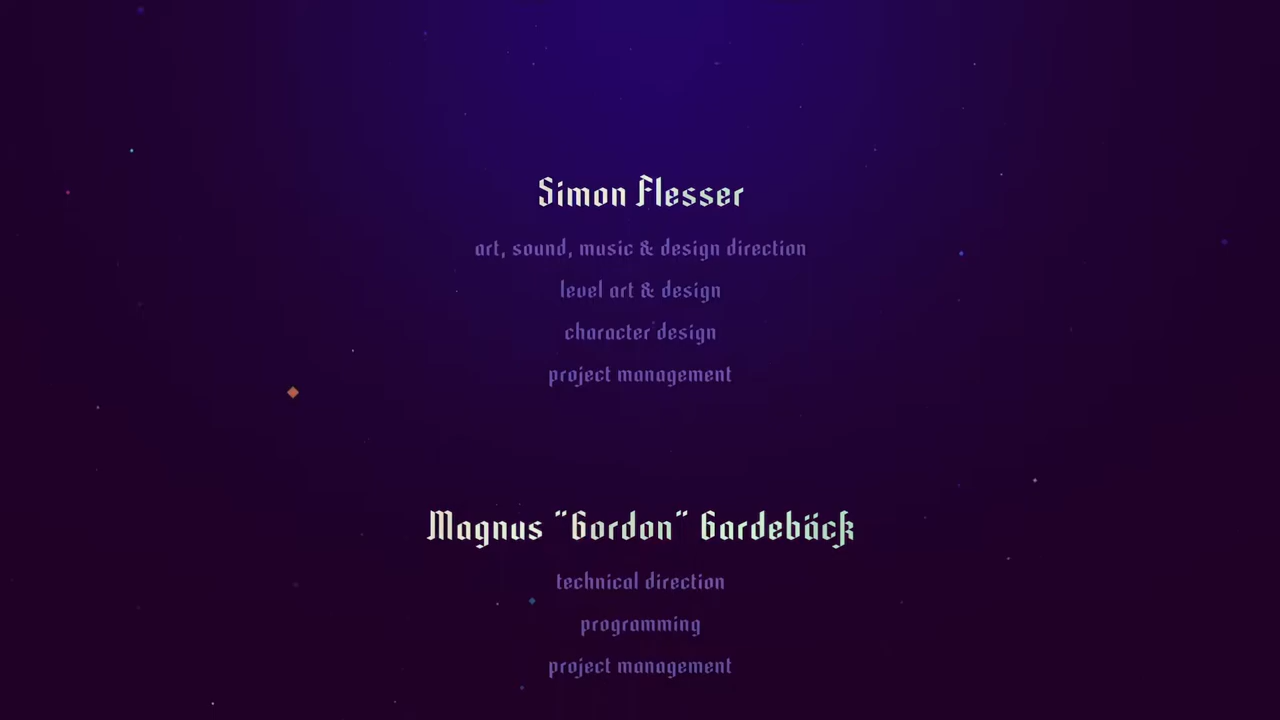 Simon Flesser
art, sound, music & design direction
level art & design
character design
project management
Magnus "Gordon" Gardebäck
technical direction
programming
project management